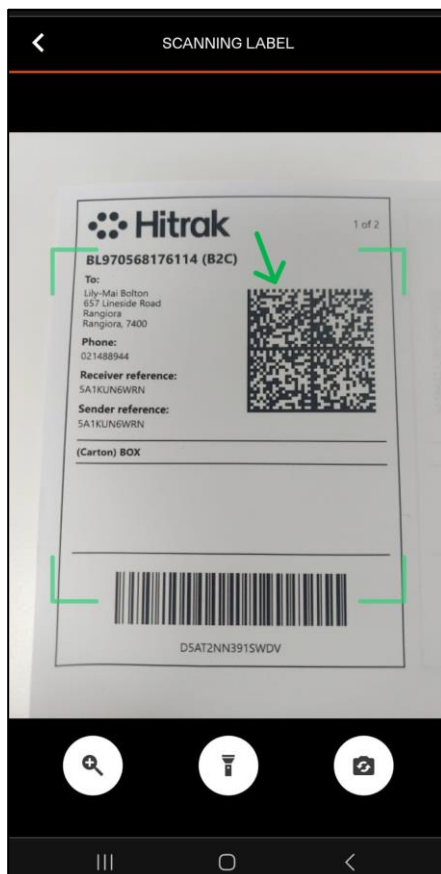 SCANNING LABEL
Hitrak
1 of 2
BL970568176114 (B2C)
To:
Lily-Mai Bolton
657 Lineside Road
Rangiora
Rangiora, 7400
Phone:
021488944
Receiver reference:
5A1KUN6WRN
Sender reference:
5A1KUN6WRN
(Carton) BOX
D5AT2NN391SWDV